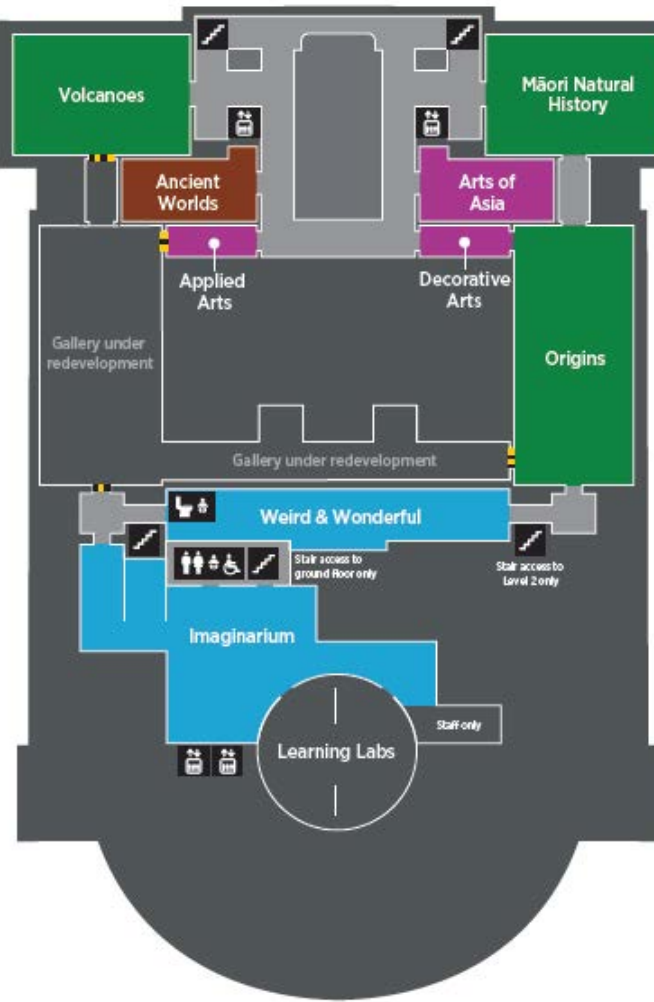 Volcanoes
Māori Natural
History
Ancient
Worlds
Arts of
Asia
Applied
Arts
Decorative
Arts
Gallery under
redevelopment
Origins
Gallery under redevelopment
Weird & Wonderful
Stair access to
ground floor only
Stair access to
Level 2 only
Imaginarium
Staff only
Learning Labs